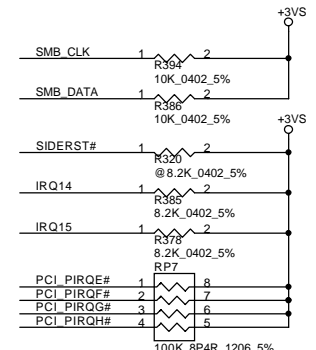 +3VS
SMB_CLK 1 2
R394
10K_0402_5%
SMB_DATA 1 2
R386
10K_0402_5%
+3VS
SIDERST# 1 2
R320
@8.2K_0402_5%
IRQ14 1 2
R385
8.2K_0402_5%
IRQ15 1 2
R378
8.2K_0402_5%
RP7
PCI_PIRQE# 1 8
PCI_PIRQF# 2 7
PCI_PIRQG# 3 6
PCI_PIRQH# 4 5
100K_8P4R_1206_5%